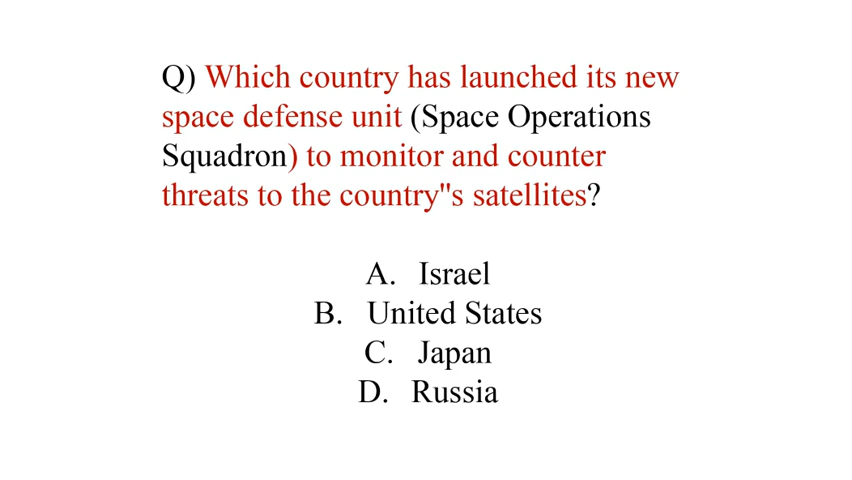 Q) Which country has launched its new
space defense unit (Space Operations
Squadron) to monitor and counter
threats to the country"s satellites?
A. Israel
B. United States
C. Japan
D. Russia